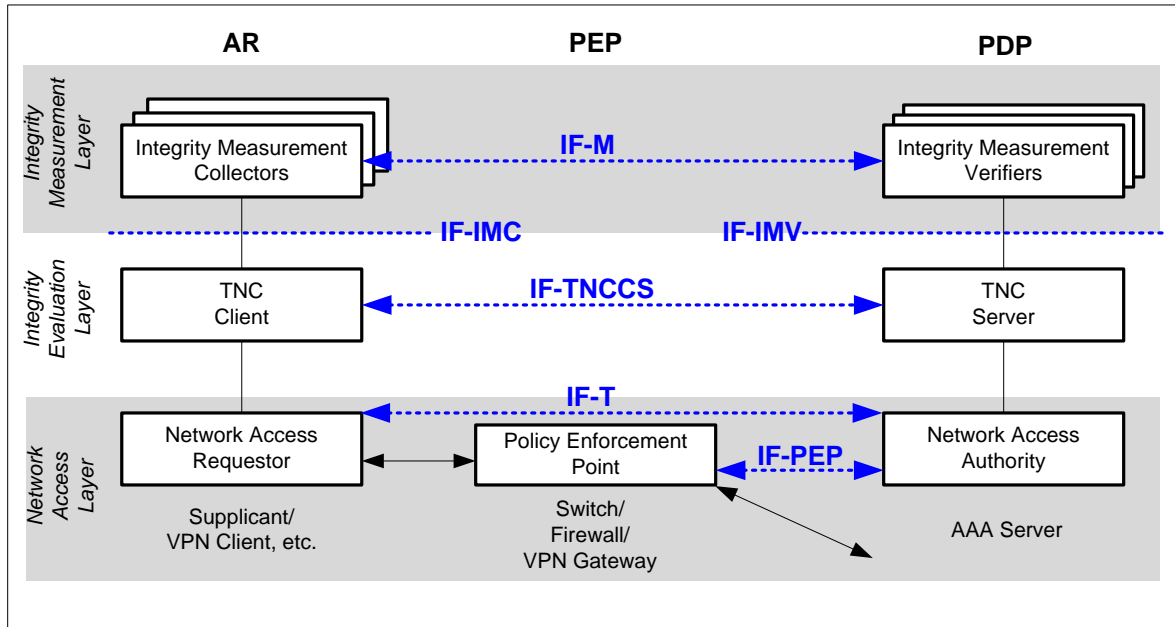 AR
PEP
PDP
Integrity
Measurement
Layer
Integrity Measurement
Collectors
IF-M
Integrity Measurement
Verifiers
IF-IMC
IF-IMV
Integrity
Evaluation
Layer
TNC
Client
IF-TNCCS
TNC
Server
Network
Access
Layer
IF-T
Network Access
Requestor
Policy Enforcement
Point
IF-PEP
Network Access
Authority
Supplicant/
VPN Client, etc.
Switch/
Firewall/
VPN Gateway
AAA Server